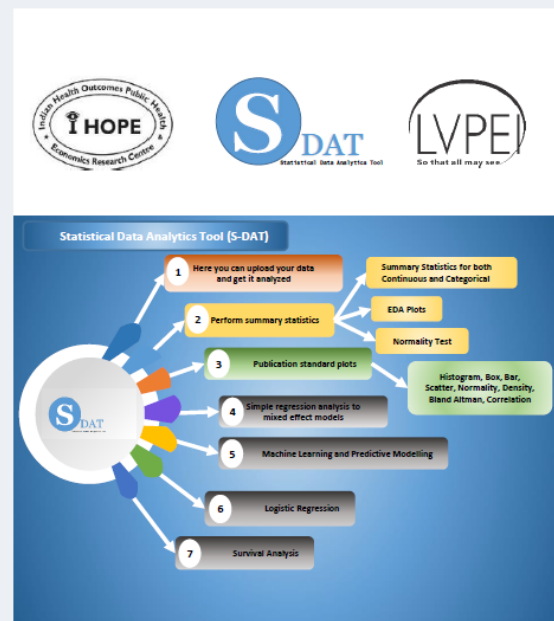 Indian Health Outcomes Public Health &
Economics Research Centre
i HOPE
S DAT
Statistical Data Analytics Tool
LVPEI
So that all may see
Statistical Data Analytics Tool (S-DAT)
1
Here you can upload your data
and get it analyzed
2
Perform summary statistics
Summary Statistics for both
Continuous and Categorical
EDA Plots
Normality Test
3
Publication standard plots
Histogram, Box, Bar,
Scatter, Normality, Density,
Bland Altman, Correlation
S DAT
4
Simple regression analysis to
mixed effect models
5
Machine Learning and Predictive Modelling
6
Logistic Regression
7
Survival Analysis